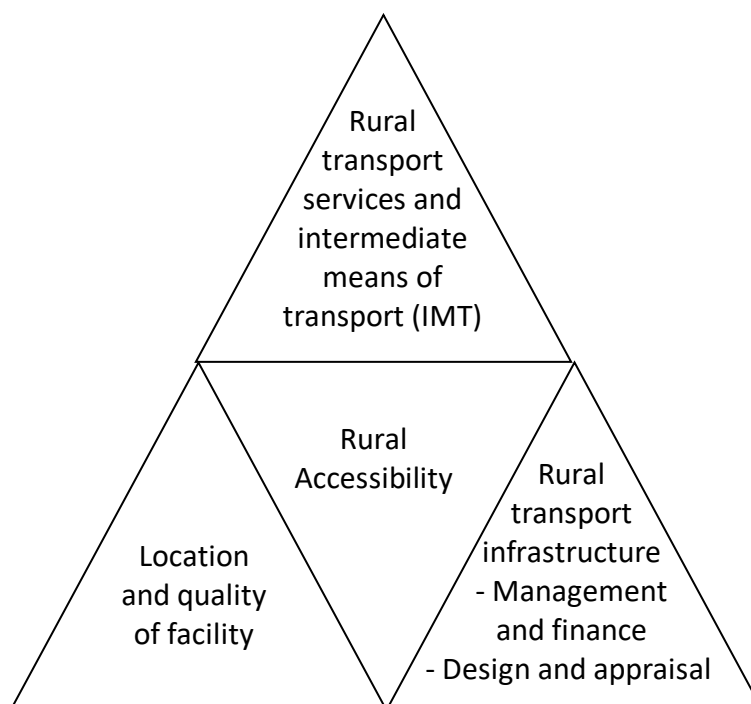 Rural
transport
services and
intermediate
means of
transport (IMT)
Rural
Accessibility
Location
and quality
of facility
Rural
transport
infrastructure
- Management
and finance
- Design and appraisal